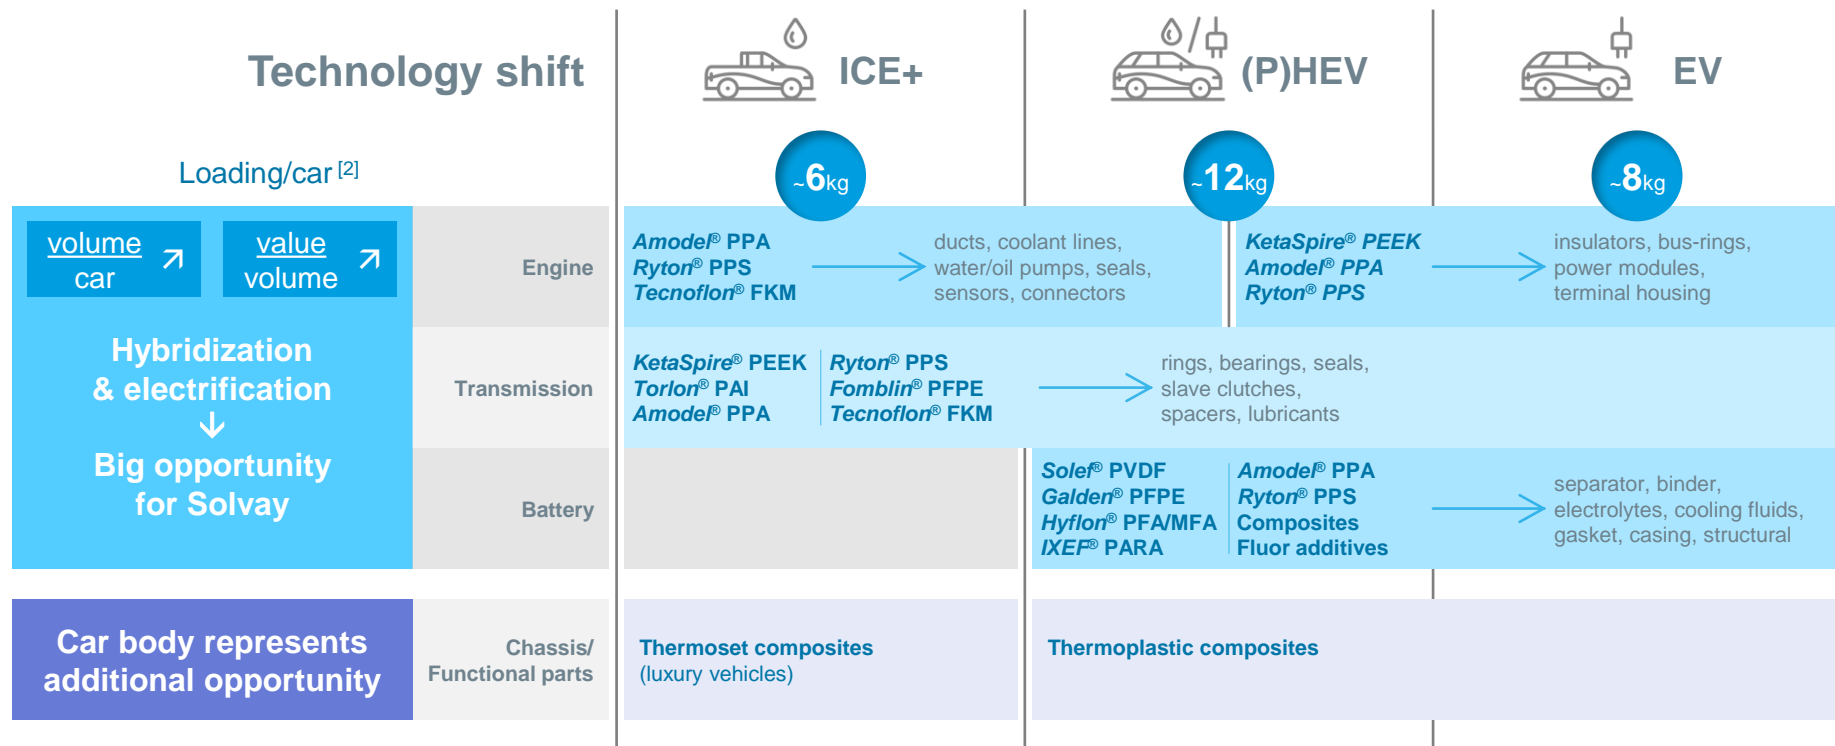 Technology shift
ICE+
(P)HEV
EV
Loading/car [2]
~6kg
~12kg
~8kg
volume
car
value
volume
Hybridization
& electrification
Big opportunity
for Solvay
Engine
Amodel® PPA
Ryton® PPS
Tecnoflon® FKM
ducts, coolant lines,
water/oil pumps, seals,
sensors, connectors
KetaSpire® PEEK
Amodel® PPA
Ryton® PPS
insulators, bus-rings,
power modules,
terminal housing
Transmission
KetaSpire® PEEK
Torlon® PAI
Amodel® PPA
Ryton® PPS
Fomblin® PFPE
Tecnoflon® FKM
rings, bearings, seals,
slave clutches,
spacers, lubricants
Battery
Solef® PVDF
Galden® PFPE
Hyflon® PFA/MFA
IXEF® PARA
Amodel® PPA
Ryton® PPS
Composites
Fluor additives
separator, binder,
electrolytes, cooling fluids,
gasket, casing, structural
Car body represents
additional opportunity
Chassis/
Functional parts
Thermoset composites
(luxury vehicles)
Thermoplastic composites